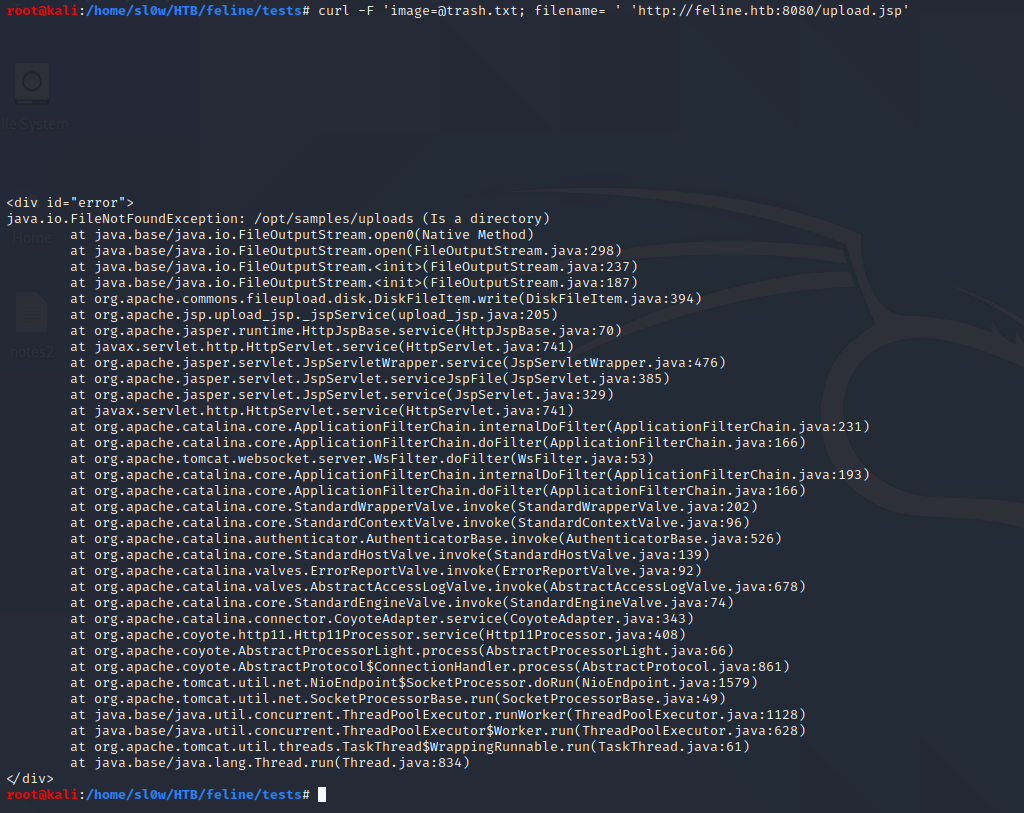 root@kali:/home/sl0w/HTB/feline/tests# curl -F 'image=@trash.txt; filename= ' 'http://feline.htb:8080/upload.jsp'
File System
<div id="error">
java.io.FileNotFoundException: /opt/samples/uploads (Is a directory)
Home
at java.base/java.io.FileOutputStream.open0(Native Method)
at java.base/java.io.FileOutputStream.open(FileOutputStream.java:298)
at java.base/java.io.FileOutputStream.<init>(FileOutputStream.java:237)
at java.base/java.io.FileOutputStream.<init>(FileOutputStream.java:187)
at org.apache.commons.fileupload.disk.DiskFileItem.write(DiskFileItem.java:394)
at org.apache.jsp.upload_jsp._jspService(upload_jsp.java:205)
at org.apache.jasper.runtime.HttpJspBase.service(HttpJspBase.java:70)
at javax.servlet.http.HttpServlet.service(HttpServlet.java:741)
notes2
at org.apache.jasper.servlet.JspServletWrapper.service(JspServletWrapper.java:476)
at org.apache.jasper.servlet.JspServlet.serviceJspFile(JspServlet.java:385)
at org.apache.jasper.servlet.JspServlet.service(JspServlet.java:329)
at javax.servlet.http.HttpServlet.service(HttpServlet.java:741)
at org.apache.catalina.core.ApplicationFilterChain.internalDoFilter(ApplicationFilterChain.java:231)
at org.apache.catalina.core.ApplicationFilterChain.doFilter(ApplicationFilterChain.java:166)
at org.apache.tomcat.websocket.server.WsFilter.doFilter(WsFilter.java:53)
at org.apache.catalina.core.ApplicationFilterChain.internalDoFilter(ApplicationFilterChain.java:193)
at org.apache.catalina.core.ApplicationFilterChain.doFilter(ApplicationFilterChain.java:166)
at org.apache.catalina.core.StandardWrapperValve.invoke(StandardWrapperValve.java:202)
at org.apache.catalina.core.StandardContextValve.invoke(StandardContextValve.java:96)
at org.apache.catalina.authenticator.AuthenticatorBase.invoke(AuthenticatorBase.java:526)
at org.apache.catalina.core.StandardHostValve.invoke(StandardHostValve.java:139)
at org.apache.catalina.valves.ErrorReportValve.invoke(ErrorReportValve.java:92)
at org.apache.catalina.valves.AbstractAccessLogValve.invoke(AbstractAccessLogValve.java:678)
at org.apache.catalina.core.StandardEngineValve.invoke(StandardEngineValve.java:74)
at org.apache.catalina.connector.CoyoteAdapter.service(CoyoteAdapter.java:343)
at org.apache.coyote.http11.Http11Processor.service(Http11Processor.java:408)
at org.apache.coyote.AbstractProcessorLight.process(AbstractProcessorLight.java:66)
at org.apache.coyote.AbstractProtocol$ConnectionHandler.process(AbstractProtocol.java:861)
at org.apache.tomcat.util.net.NioEndpoint$SocketProcessor.doRun(NioEndpoint.java:1579)
at org.apache.tomcat.util.net.SocketProcessorBase.run(SocketProcessorBase.java:49)
at java.base/java.util.concurrent.ThreadPoolExecutor.runWorker(ThreadPoolExecutor.java:1128)
at java.base/java.util.concurrent.ThreadPoolExecutor$Worker.run(ThreadPoolExecutor.java:628)
at org.apache.tomcat.util.threads.TaskThread$WrappingRunnable.run(TaskThread.java:61)
at java.base/java.lang.Thread.run(Thread.java:834)
</div>
root@kali:/home/sl0w/HTB/feline/tests#